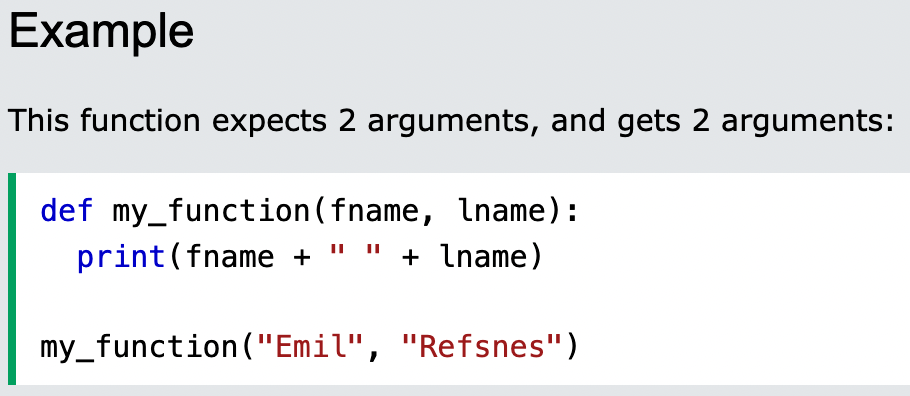 Example
This function expects 2 arguments, and gets 2 arguments:
def my_function(fname, lname):
  print(fname + " " + lname)
my_function("Emil", "Refsnes")